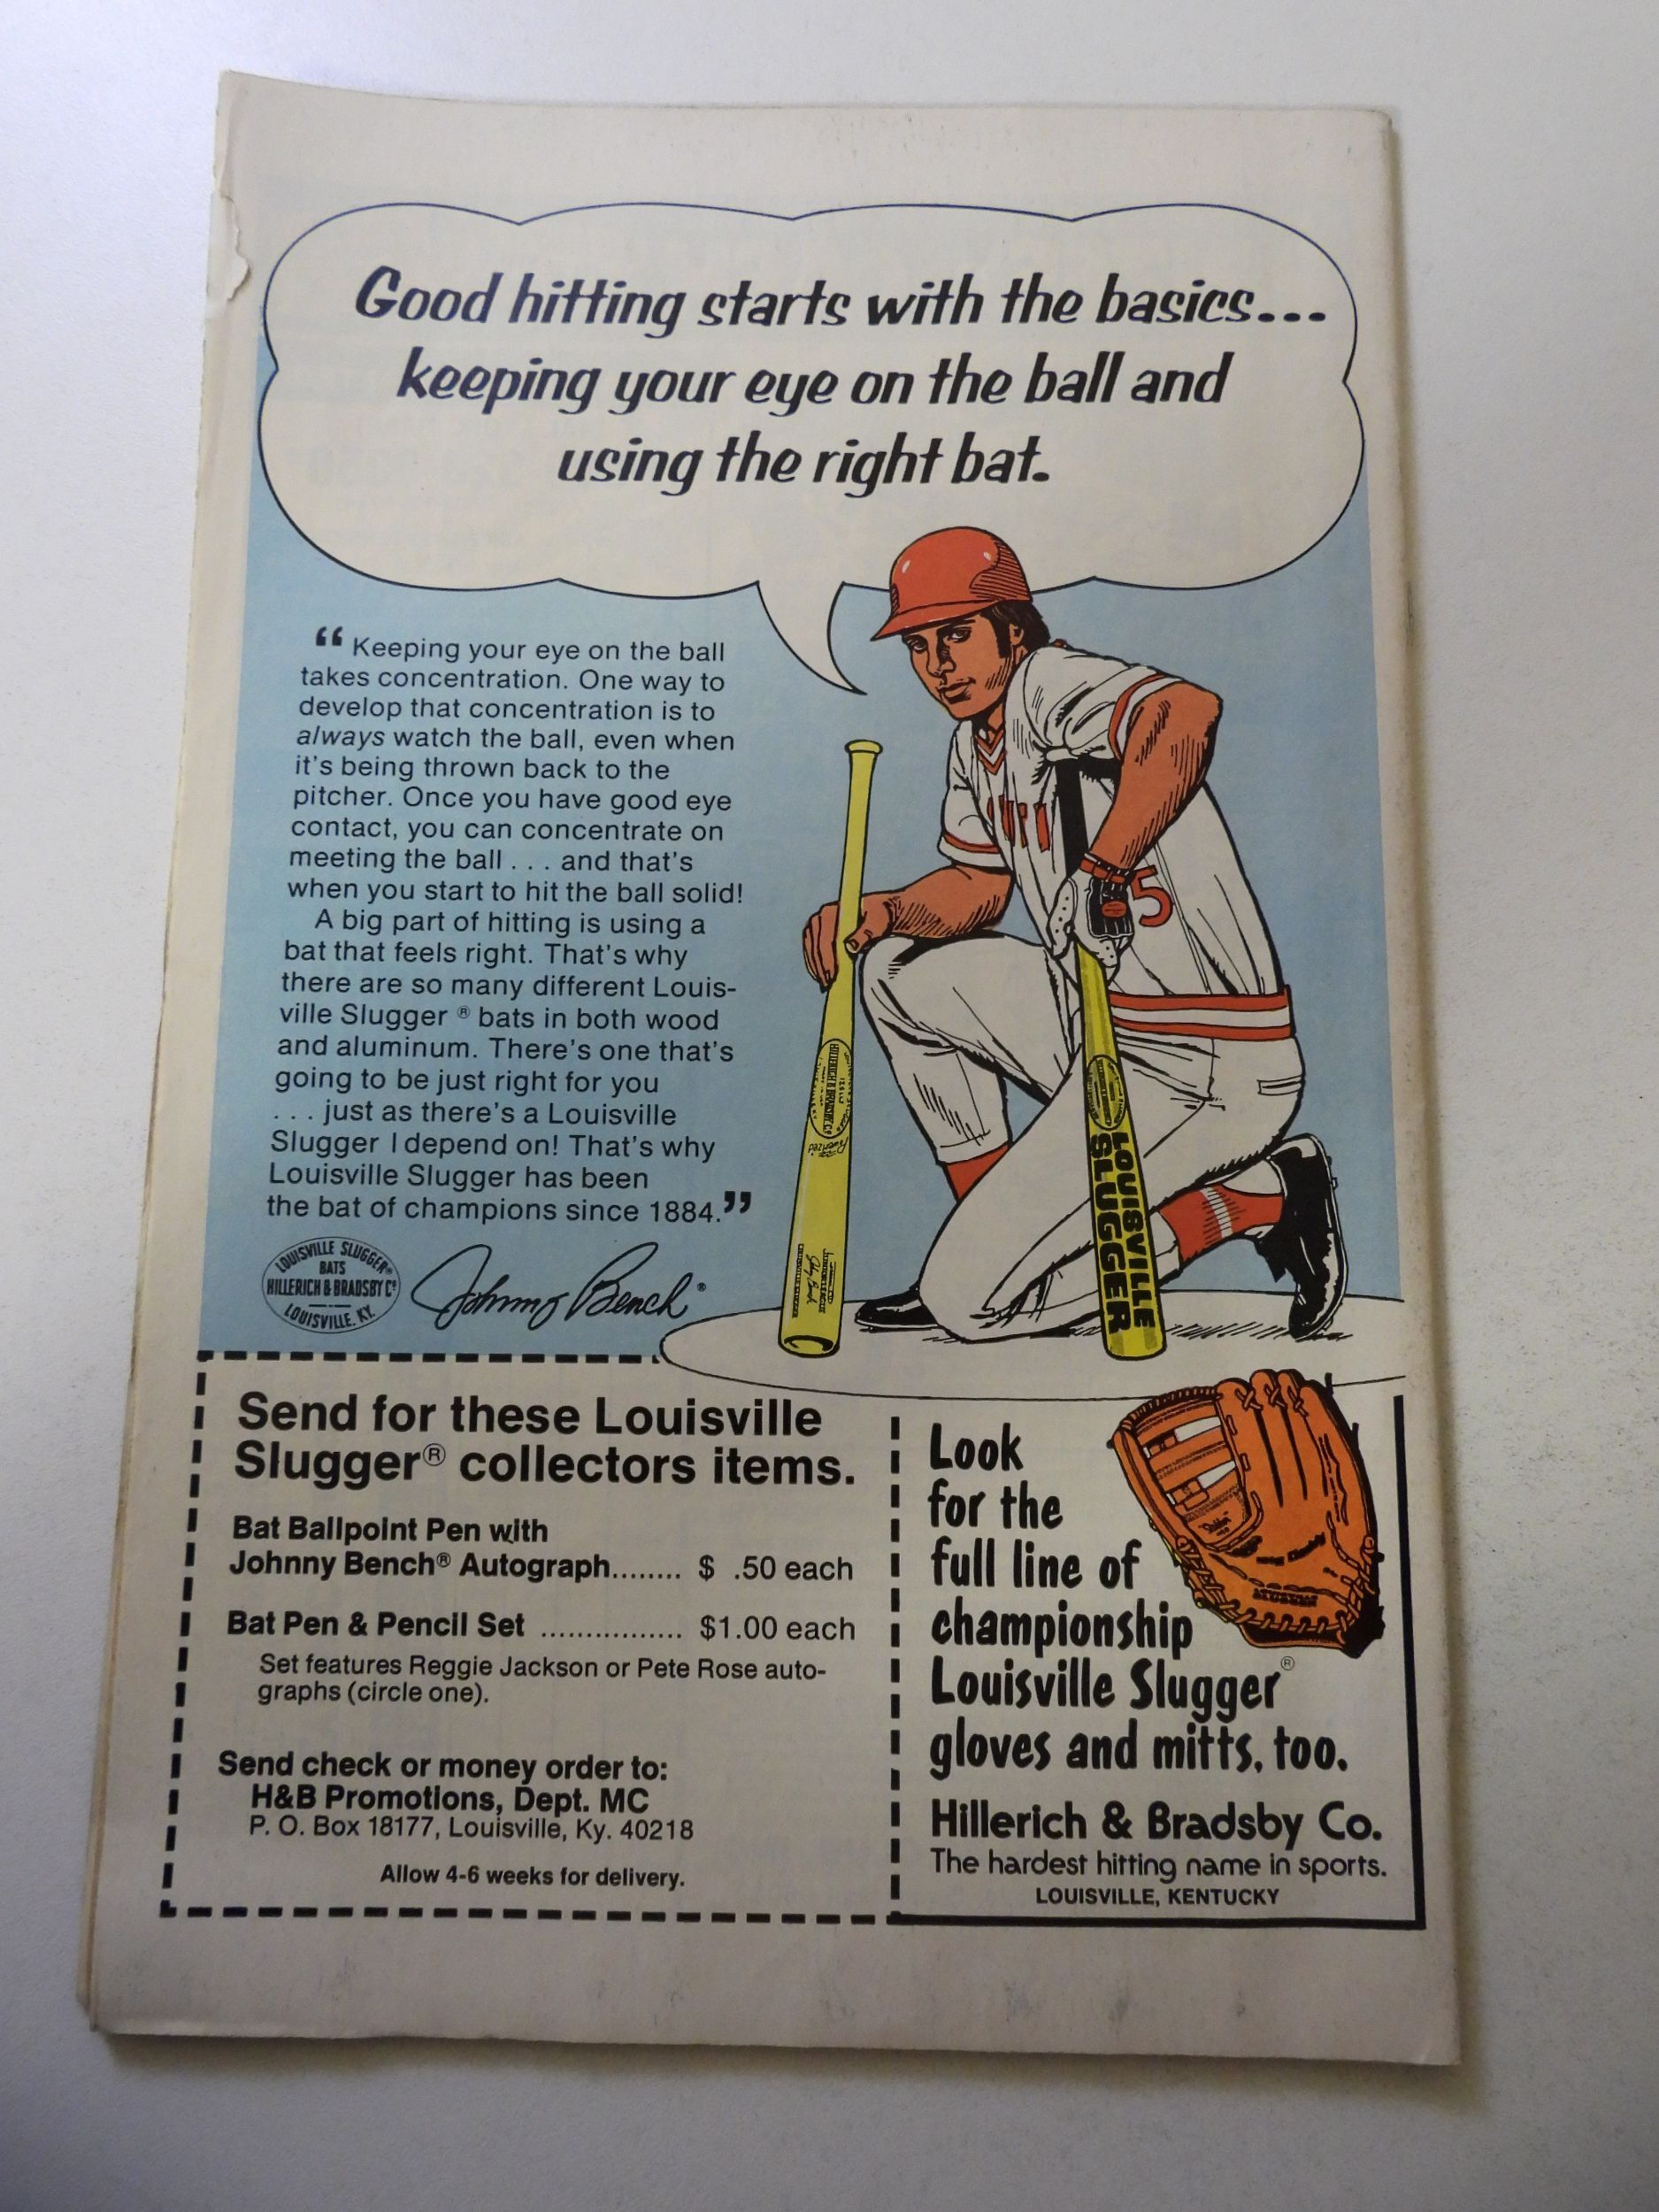 Good hitting starts with the basics...
keeping your eye on the ball and
using the right bat.
“Keeping your eye on the ball
takes concentration. One way to
develop that concentration is to
always watch the ball, even when
it's being thrown back to the
pitcher. Once you have good eye
contact, you can concentrate on
meeting the ball . . . and that's
when you start to hit the ball solid!
A big part of hitting is using a
bat that feels right. That's why
there are so many different Louis-
ville Slugger® bats in both wood
and aluminum. There's one that's
going to be just right for you
. . . just as there's a Louisville
Slugger I depend on! That's why
Louisville Slugger has been
the bat of champions since 1884.”
LOUISVILLE SLUGGER®
BATS
HILLERICH & BRADSBY Cº
LOUISVILLE. KY.
Johnny Bench®
5
HILLERICH & BRADSBY Cº
Powerized
LOUISVILLE
SLUGGER
Send for these Louisville
Slugger® collectors items.
Bat Ballpoint Pen with
Johnny Bench® Autograph........ $ .50 each
Bat Pen & Pencil Set ................ $1.00 each
Set features Reggie Jackson or Pete Rose auto-
graphs (circle one).
Send check or money order to:
H&B Promotions, Dept. MC
P. O. Box 18177, Louisville, Ky. 40218
Allow 4-6 weeks for delivery.
Look
for the
full line of
championship
Louisville Slugger®
gloves and mitts, too.
Hillerich & Bradsby Co.
The hardest hitting name in sports.
LOUISVILLE, KENTUCKY